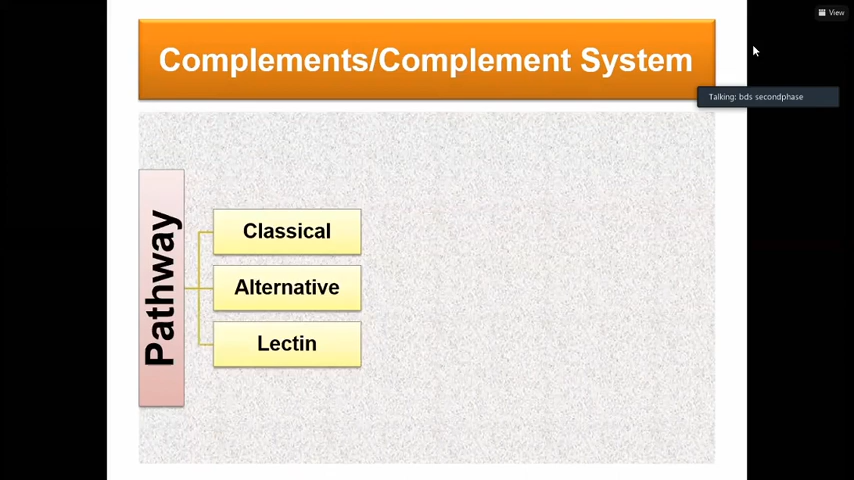 View
Complements/Complement System
Talking: bds secondphase
Pathway
Classical
Alternative
Lectin